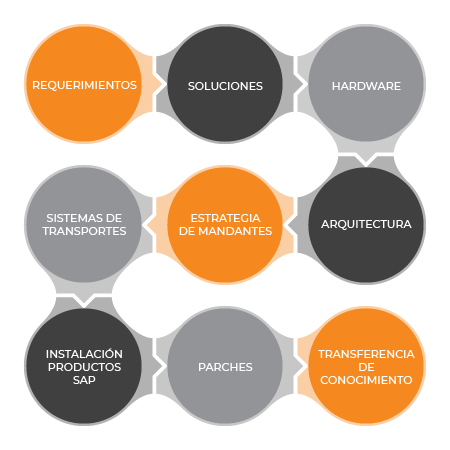 REQUERIMIENTOS
SOLUCIONES
HARDWARE
SISTEMAS DE
TRANSPORTES
ESTRATEGIA
DE MANDANTES
ARQUITECTURA
INSTALACIÓN
PRODUCTOS
SAP
PARCHES
TRANSFERENCIA
DE
CONOCIMIENTO